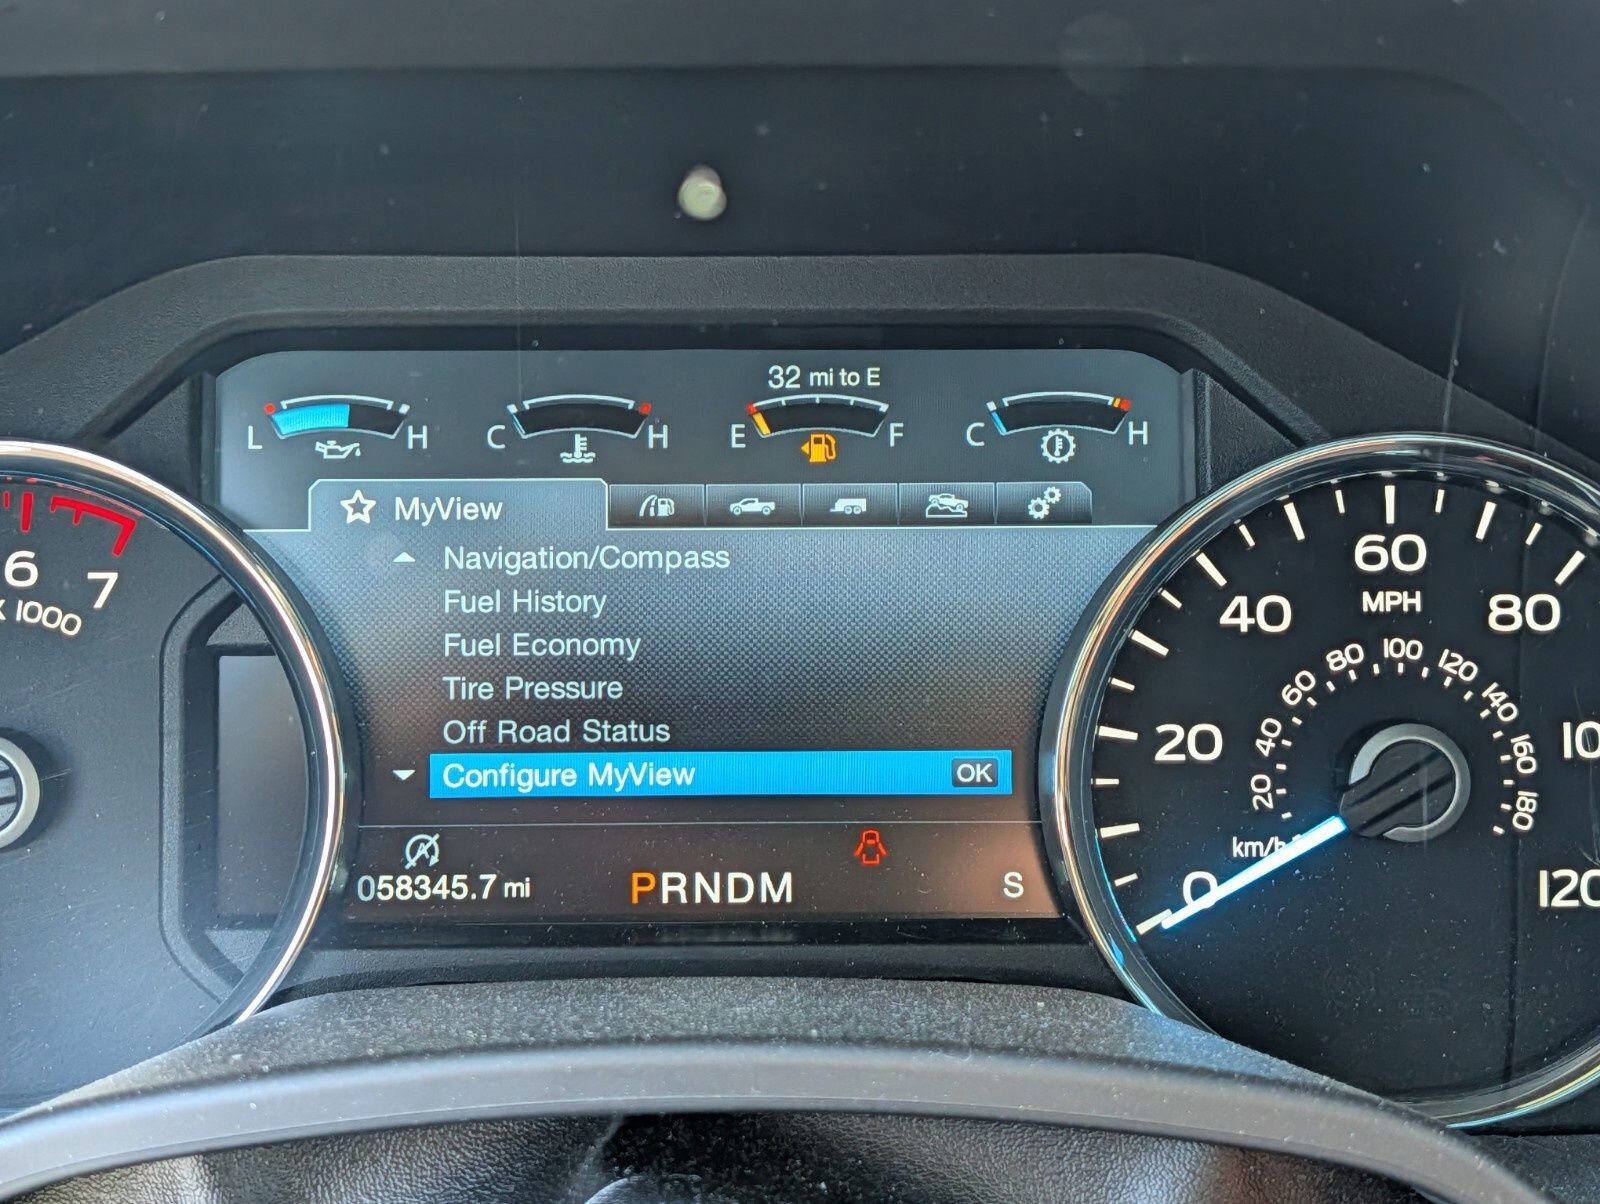 32 mi to E
L H C H E F C H
MyView
Navigation/Compass
Fuel History
Fuel Economy
Tire Pressure
Off Road Status
Configure MyView OK
058345.7 mi PRNDM S
6 7
X 1000
0 20 40 60 80 120
MPH
20 40 60 80 100 120 140 160 180
km/h